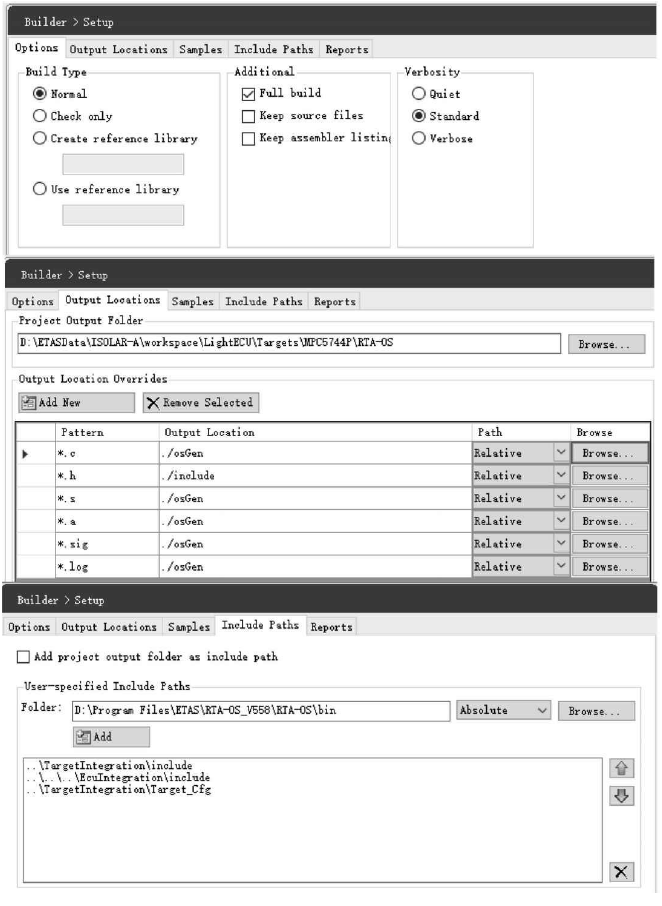 Builder > Setup
Options Output Locations Samples Include Paths Reports
Build Type Additional Verbosity
Normal Full build Quiet
Check only Keep source files Standard
Create reference library Keep assembler listing Verbose
Use reference library
Builder > Setup
Options Output Locations Samples Include Paths Reports
Project Output Folder
D:\ETASData\ISOLAR-A\workspace\LightECU\Targets\MPC5744P\RTA-OS Browse...
Output Location Overrides
Add New Remove Selected
Pattern Output Location Path Browse
*.c ./osGen Relative Browse...
*.h ./include Relative Browse...
*.s ./osGen Relative Browse...
*.a ./osGen Relative Browse...
*.sig ./osGen Relative Browse...
*.log ./osGen Relative Browse...
Builder > Setup
Options Output Locations Samples Include Paths Reports
Add project output folder as include path
User-specified Include Paths
Folder: D:\Program Files\ETAS\RTA-OS_V558\RTA-OS\bin Absolute Browse...
Add
..\TargetIntegration\include
..\..\..\EcuIntegration\include
..\TargetIntegration\Target_Cfg